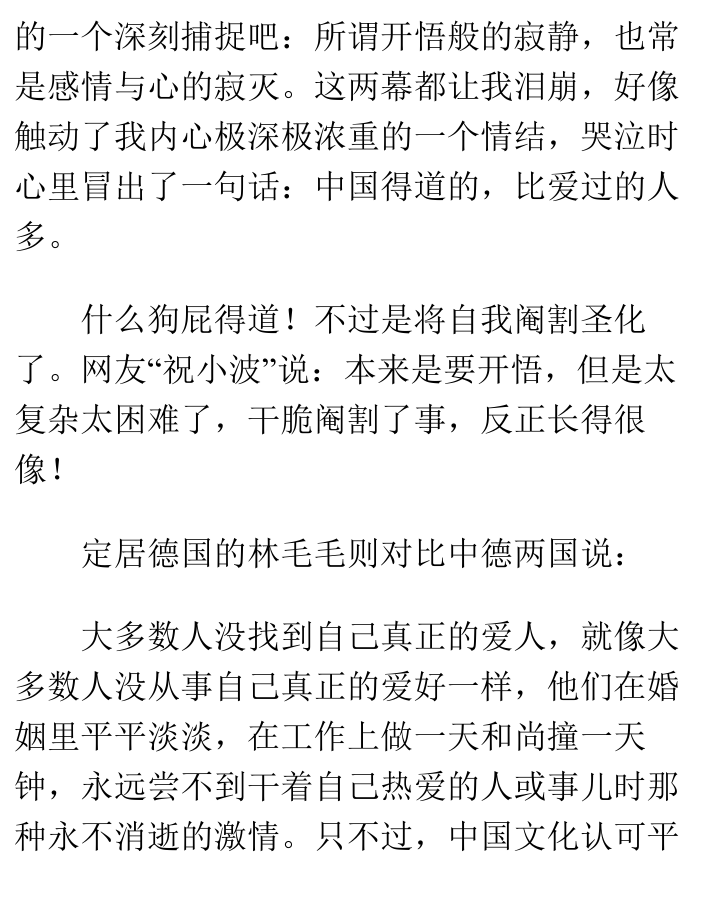 的一个深刻捕捉吧：所谓开悟般的寂静，也常
是感情与心的寂灭。这两幕都让我泪崩，好像
触动了我内心极深极浓重的一个情结，哭泣时
心里冒出了一句话：中国得道的，比爱过的人
多。
什么狗屁得道！不过是将自我阉割圣化
了。网友“祝小波”说：本来是要开悟，但是太
复杂太困难了，干脆阉割了事，反正长得很
像！
定居德国的林毛毛则对比中德两国说：
大多数人没找到自己真正的爱人，就像大
多数人没从事自己真正的爱好一样，他们在婚
姻里平平淡淡，在工作上做一天和尚撞一天
钟，永远尝不到干着自己热爱的人或事儿时那
种永不消逝的激情。只不过，中国文化认可平